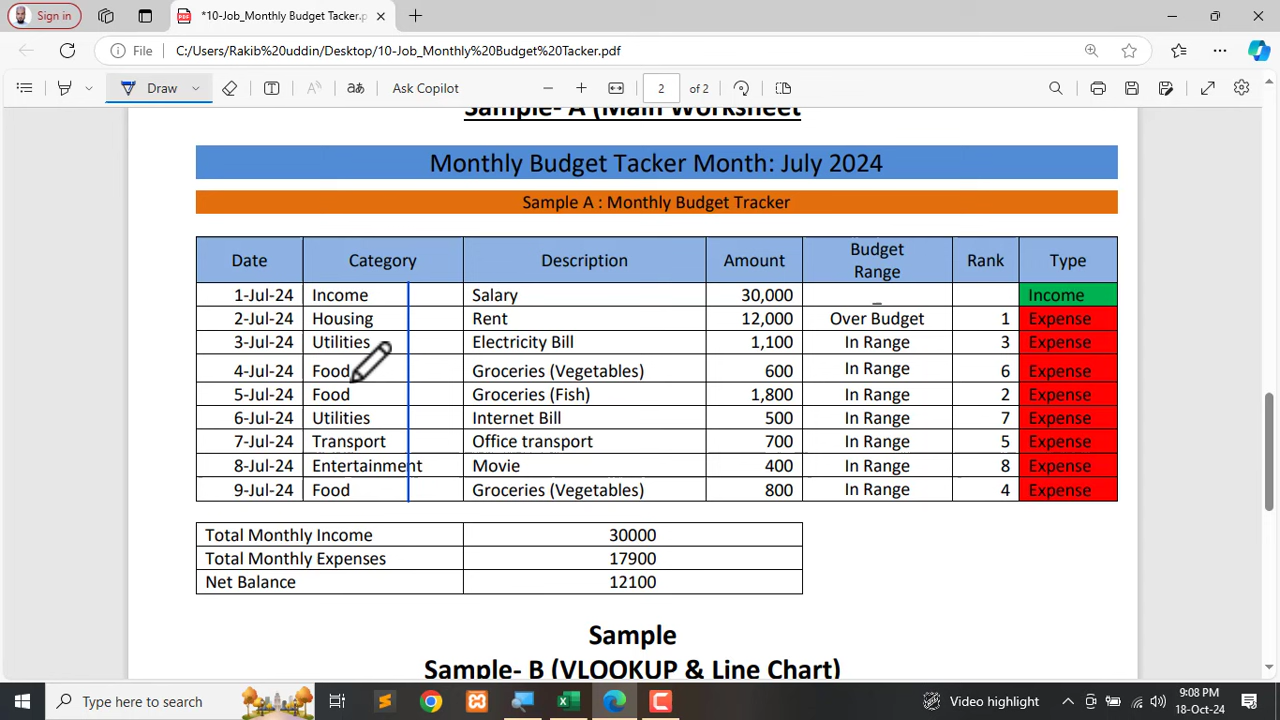 Sign in
*10-Job_Monthly Budget Tacker.p
File
C:/Users/Rakib%20uddin/Desktop/10-Job_Monthly%20Budget%20Tacker.pdf
Draw
Ask Copilot
2
of 2
Sample- A (Main Worksheet
Monthly Budget Tacker Month: July 2024
Sample A : Monthly Budget Tracker
Date Category Description Amount Budget Range Rank Type
1-Jul-24 Income Salary 30,000 _ Income
2-Jul-24 Housing Rent 12,000 Over Budget 1 Expense
3-Jul-24 Utilities Electricity Bill 1,100 In Range 3 Expense
4-Jul-24 Food Groceries (Vegetables) 600 In Range 6 Expense
5-Jul-24 Food Groceries (Fish) 1,800 In Range 2 Expense
6-Jul-24 Utilities Internet Bill 500 In Range 7 Expense
7-Jul-24 Transport Office transport 700 In Range 5 Expense
8-Jul-24 Entertainment Movie 400 In Range 8 Expense
9-Jul-24 Food Groceries (Vegetables) 800 In Range 4 Expense
Total Monthly Income 30000
Total Monthly Expenses 17900
Net Balance 12100
Sample
Sample- B (VLOOKUP & Line Chart)
Type here to search
Video highlight
9:08 PM
18-Oct-24